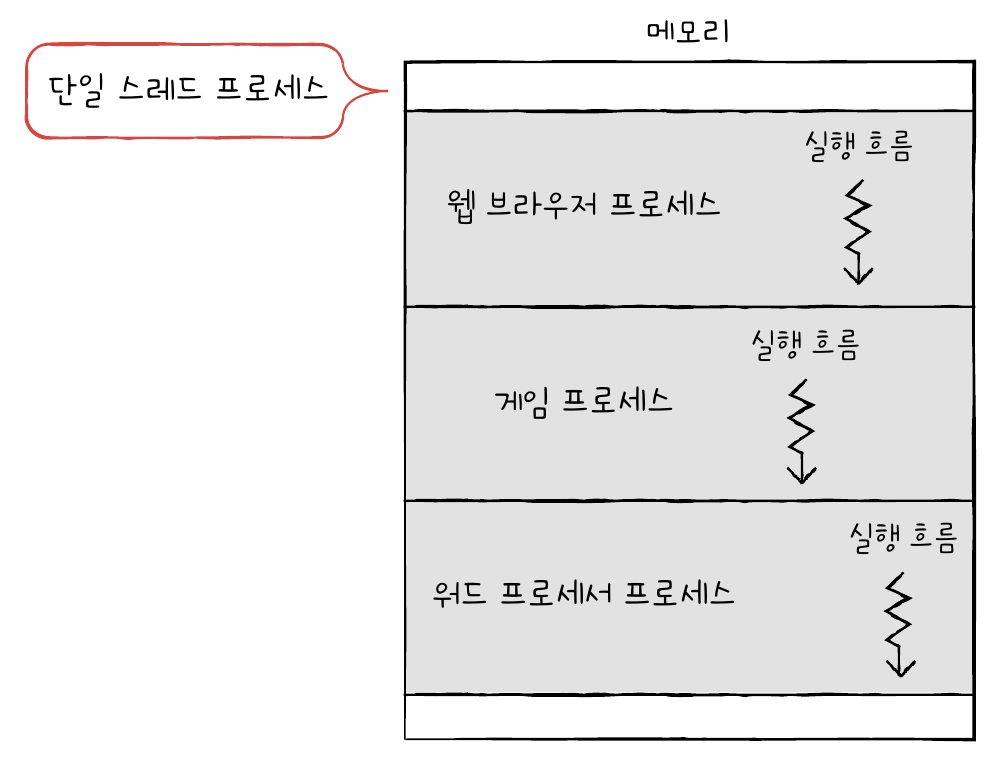 메모리
단일 스레드 프로세스
실행 흐름
웹 브라우저 프로세스
실행 흐름
게임 프로세스
실행 흐름
워드 프로세서 프로세스